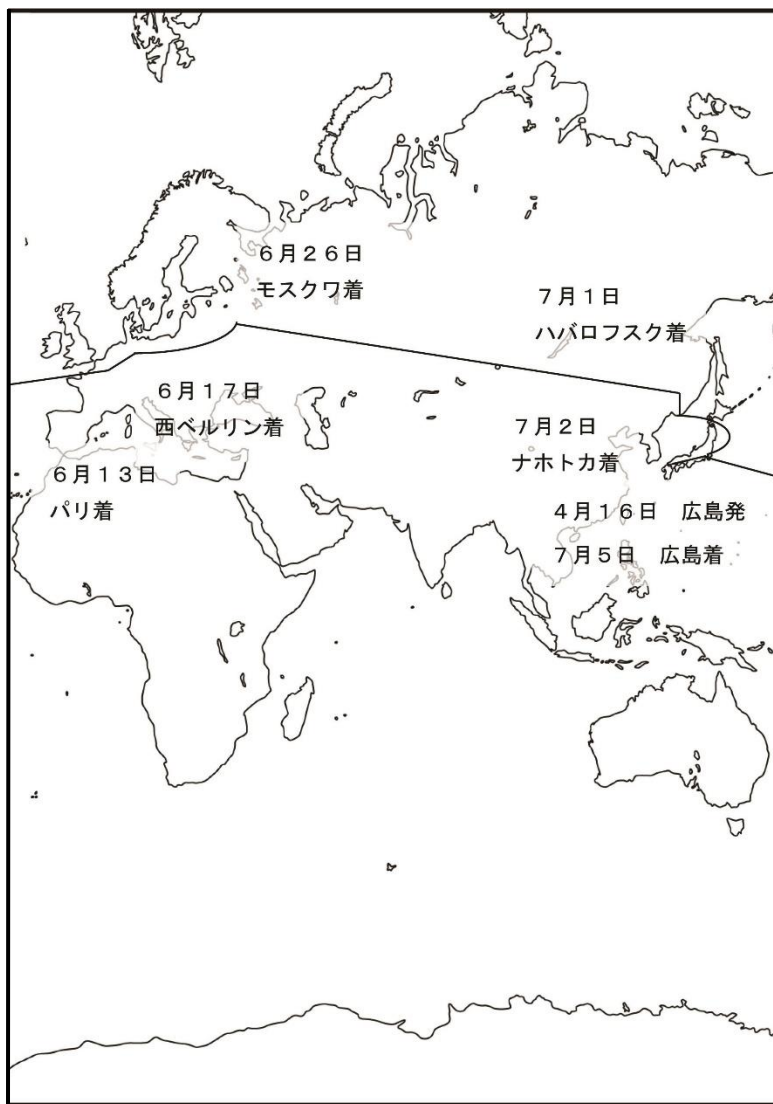 ６月２６日
モスクワ着
７月１日
ハバロフスク着
６月１７日
西ベルリン着
７月２日
ナホトカ着
６月１３日
パリ着
４月１６日　広島発
７月５日　広島着